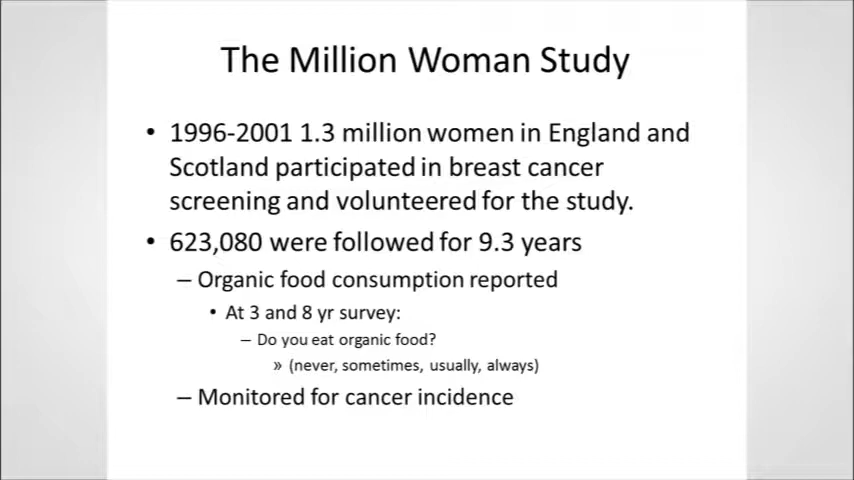 The Million Woman Study
• 1996-2001 1.3 million women in England and
Scotland participated in breast cancer
screening and volunteered for the study.
• 623,080 were followed for 9.3 years
– Organic food consumption reported
• At 3 and 8 yr survey:
– Do you eat organic food?
» (never, sometimes, usually, always)
– Monitored for cancer incidence